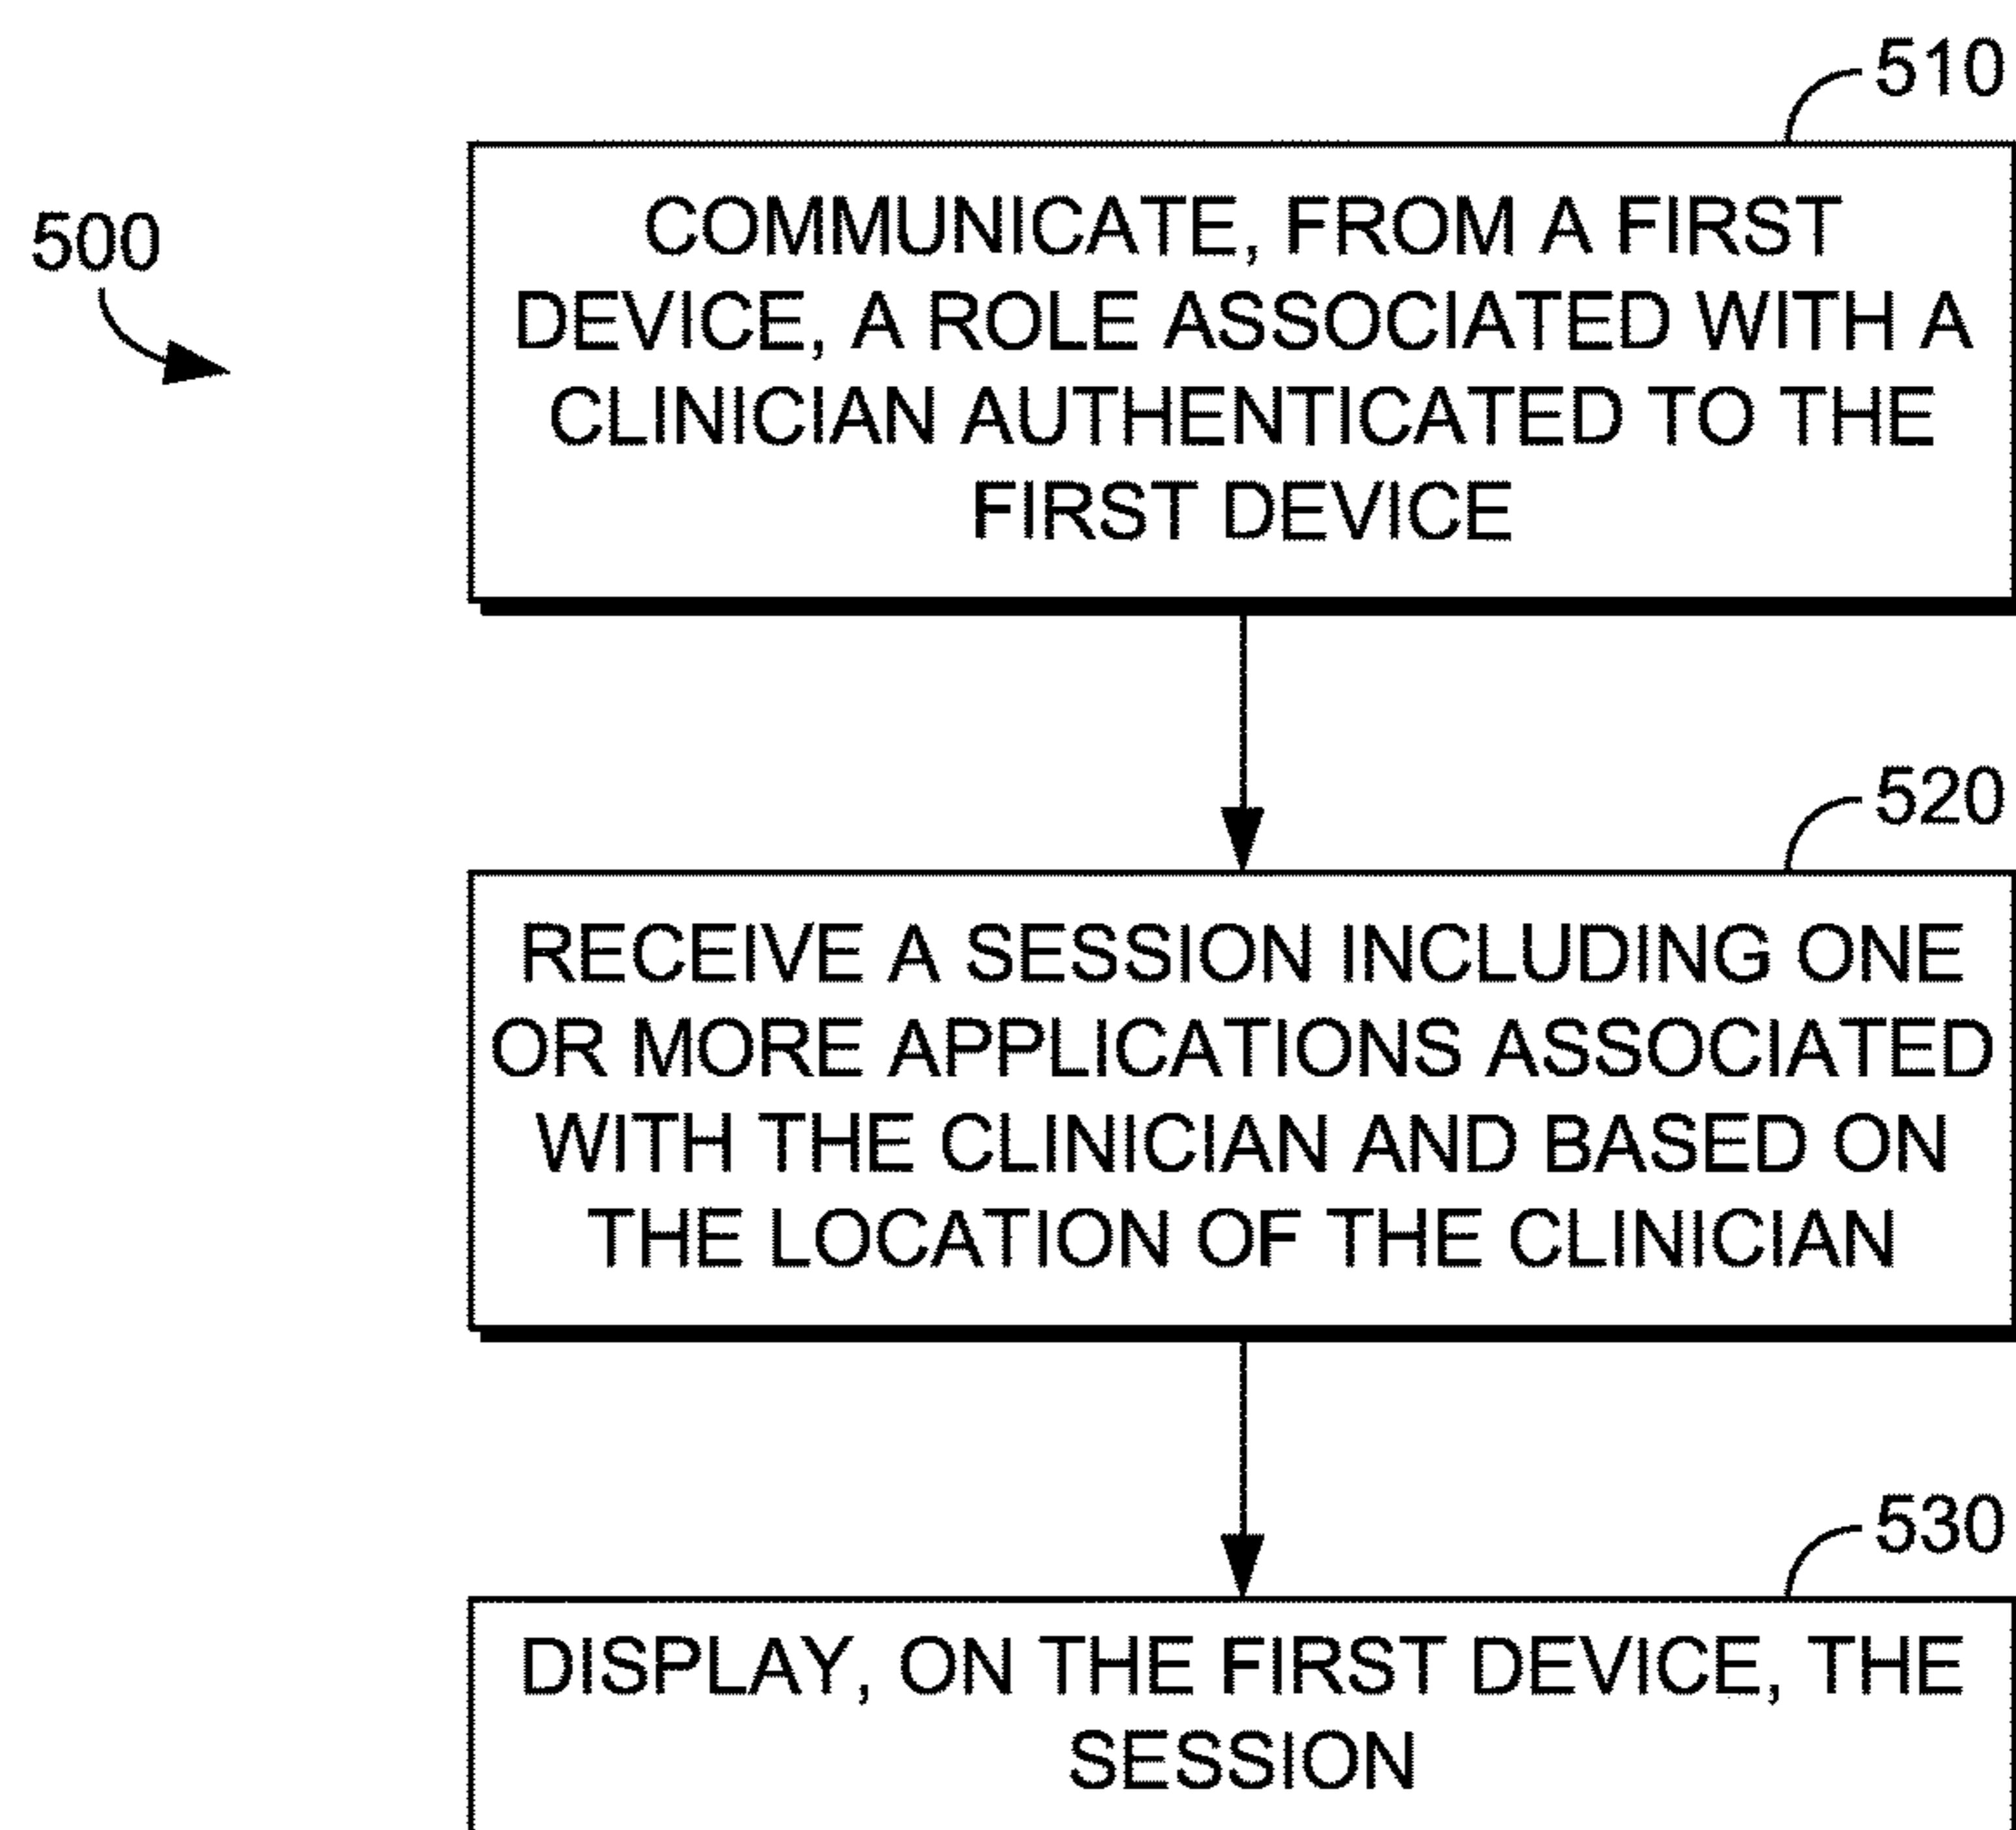 510
500
COMMUNICATE, FROM A FIRST
DEVICE, A ROLE ASSOCIATED WITH A
CLINICIAN AUTHENTICATED TO THE
FIRST DEVICE
520
RECEIVE A SESSION INCLUDING ONE
OR MORE APPLICATIONS ASSOCIATED
WITH THE CLINICIAN AND BASED ON
THE LOCATION OF THE CLINICIAN
530
DISPLAY, ON THE FIRST DEVICE, THE
SESSION